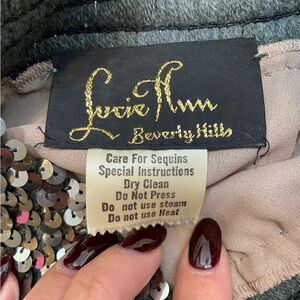 Lucie Ann
Beverly Hills
Care For Sequins
Special Instructions
Dry Clean
Do Not Press
Do not use steam
Do not use Heat